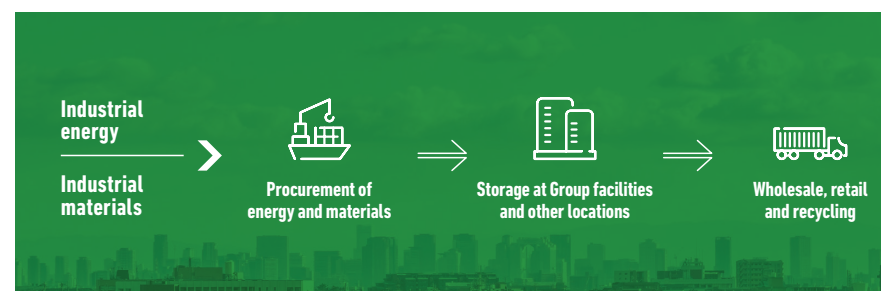 Industrial
energy
Industrial
materials
Procurement of
energy and materials
Storage at Group facilities
and other locations
Wholesale, retail
and recycling